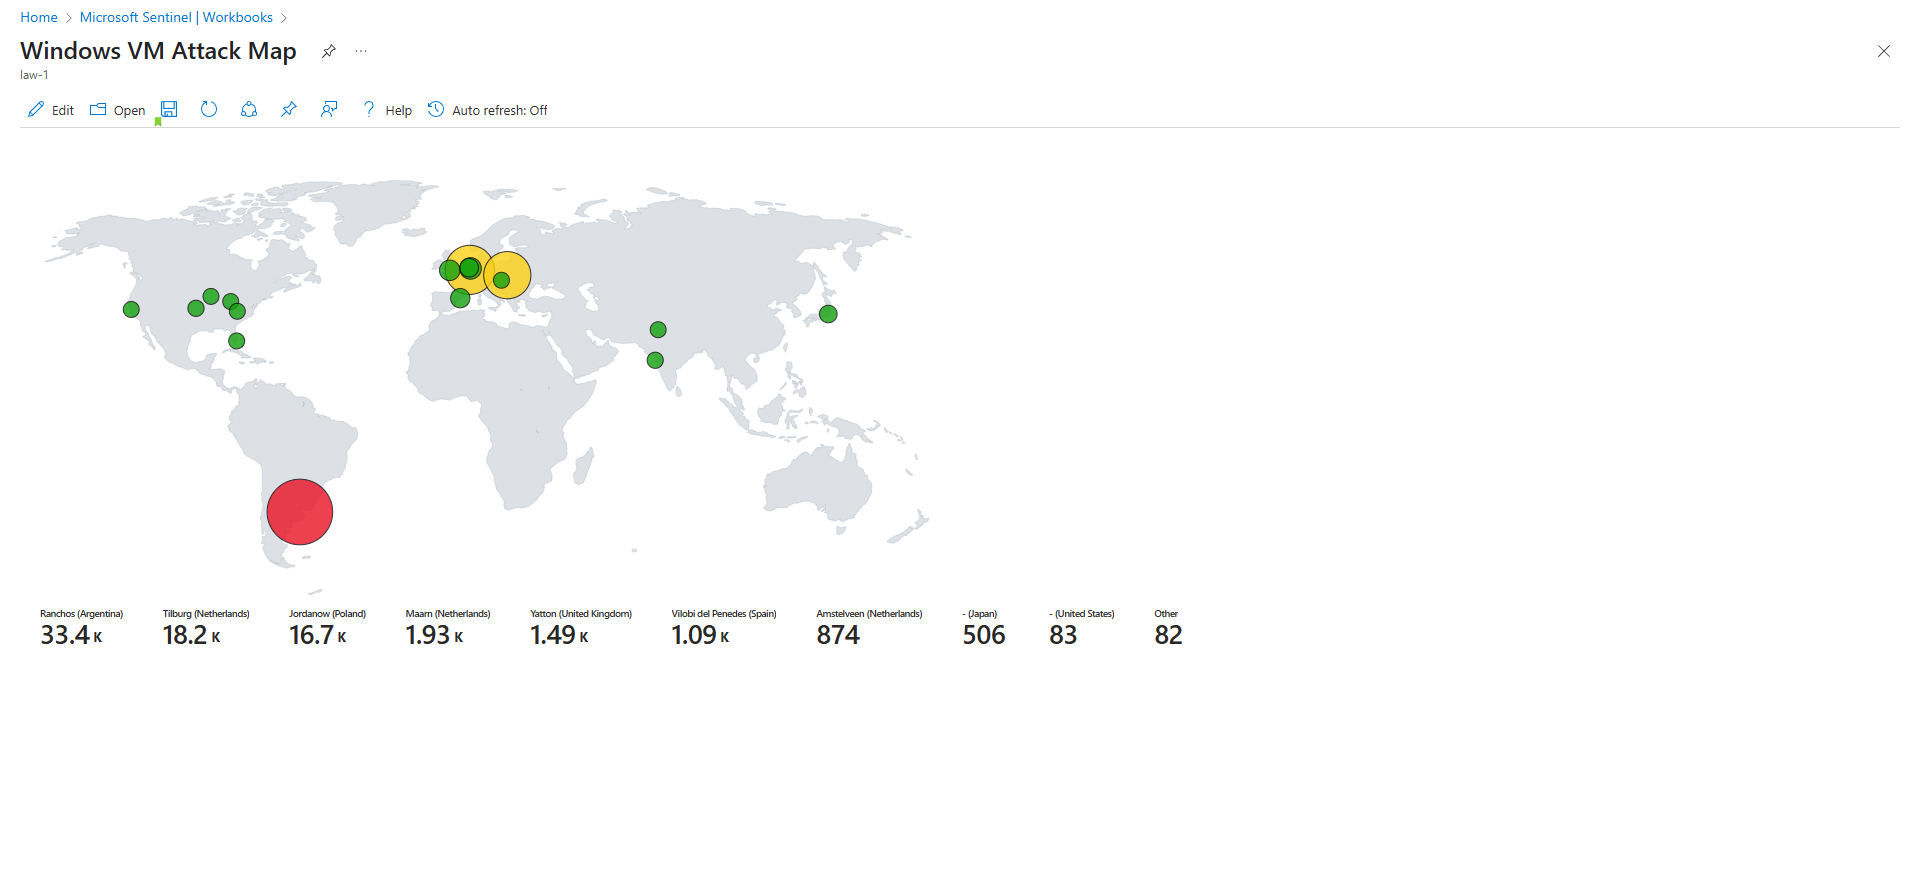 Home > Microsoft Sentinel | Workbooks >
Windows VM Attack Map ...
law-1
Edit Open ? Help Auto refresh: Off
Ranchos (Argentina) Tilburg (Netherlands) Jordanow (Poland) Maarn (Netherlands) Yatton (United Kingdom) Vilobi del Penedes (Spain) Amstelveen (Netherlands) - (Japan) - (United States) Other
33.4 K 18.2 K 16.7 K 1.93 K 1.49 K 1.09 K 874 506 83 82